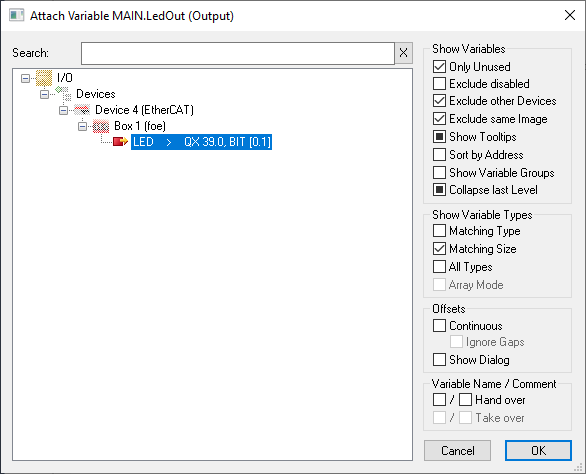 Attach Variable MAIN.LedOut (Output)
Search:
X
I/O
Devices
Device 4 (EtherCAT)
Box 1 (foe)
LED > QX 39.0, BIT [0.1]
Show Variables
Only Unused
Exclude disabled
Exclude other Devices
Exclude same Image
Show Tooltips
Sort by Address
Show Variable Groups
Collapse last Level
Show Variable Types
Matching Type
Matching Size
All Types
Array Mode
Offsets
Continuous
Ignore Gaps
Show Dialog
Variable Name / Comment
/ Hand over
/ Take over
Cancel
OK